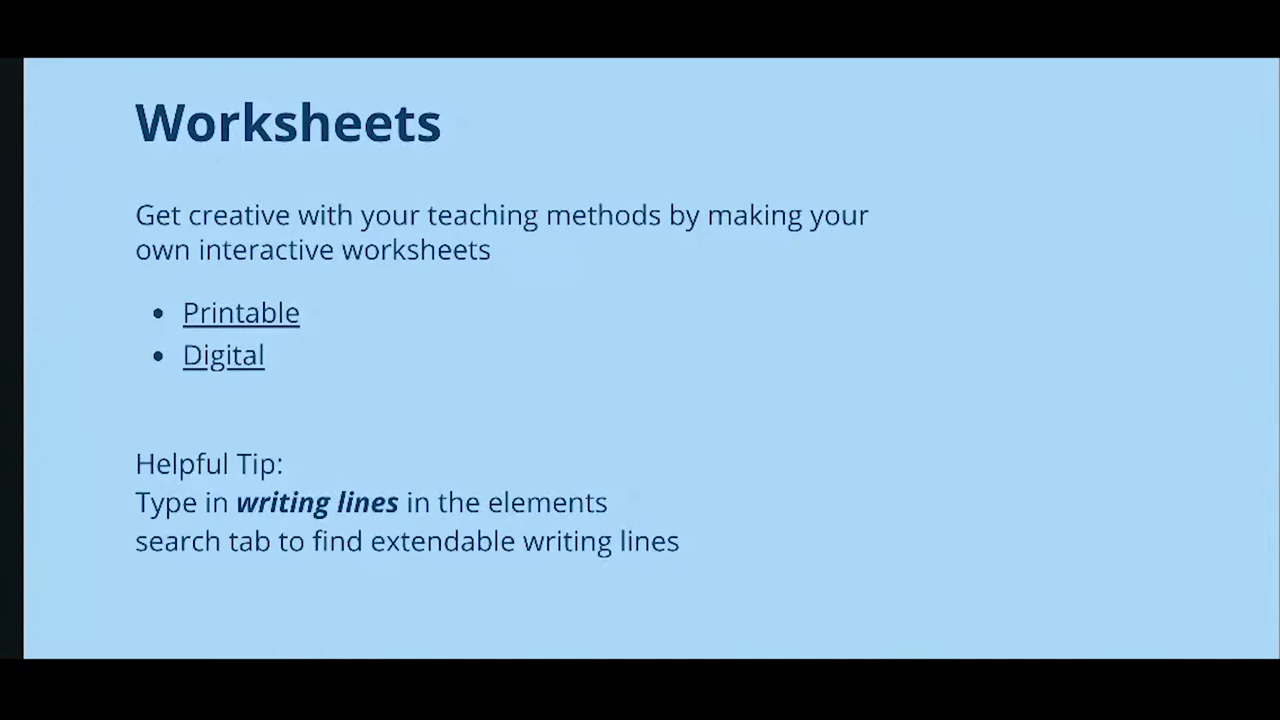 Worksheets
Get creative with your teaching methods by making your
own interactive worksheets
• Printable
• Digital
Helpful Tip:
Type in writing lines in the elements
search tab to find extendable writing lines